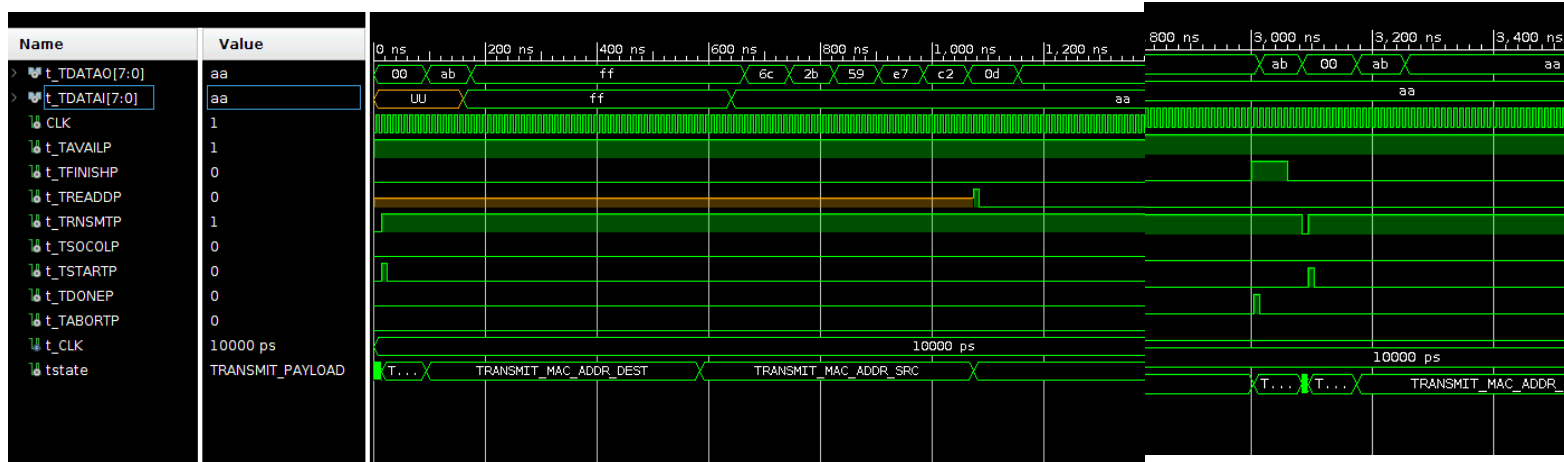 Name Value
0 ns 200 ns 400 ns 600 ns 800 ns 1,000 ns 1,200 ns 800 ns 3,000 ns 3,200 ns 3,400 ns
t_TDATAO[7:0] aa 00 ab ff 6c 2b 59 e7 c2 0d ab 00 ab aa
t_TDATAI[7:0] aa UU ff aa aa
CLK 1
t_TAVAILP 1
t_TFINISHP 0
t_TREADDP 0
t_TRNSMTP 1
t_TSOCOLP 0
t_TSTARTP 0
t_TDONEP 0
t_TABORTP 0
t_CLK 10000 ps 10000 ps 10000 ps
tstate TRANSMIT_PAYLOAD T... TRANSMIT_MAC_ADDR_DEST TRANSMIT_MAC_ADDR_SRC T... T... TRANSMIT_MAC_ADDR_